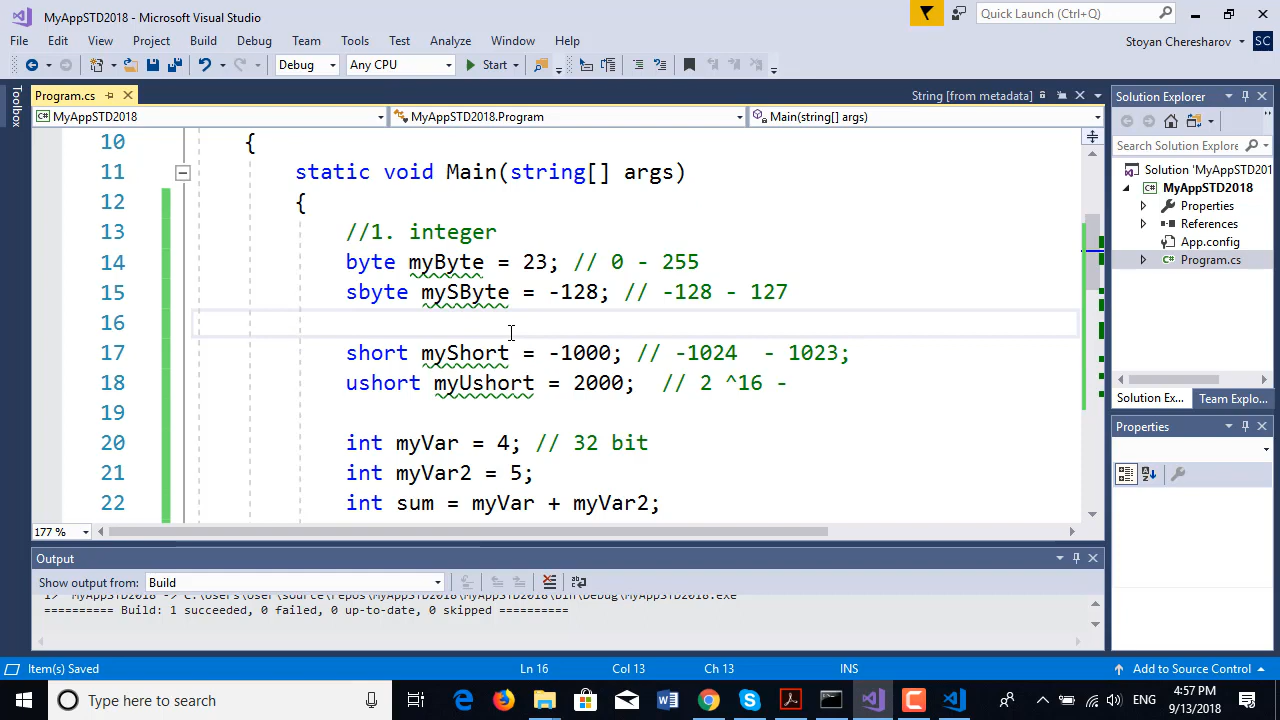 MyAppSTD2018 - Microsoft Visual Studio
Quick Launch (Ctrl+Q)
File Edit View Project Build Debug Team Tools Test Analyze Window Help
Stoyan Cheresharov SC
Debug Any CPU Start
Toolbox
Program.cs String [from metadata]
MyAppSTD2018 MyAppSTD2018.Program Main(string[] args)
10 {
11 static void Main(string[] args)
12 {
13 //1. integer
14 byte myByte = 23; // 0 - 255
15 sbyte mySByte = -128; // -128 - 127
16
17 short myShort = -1000; // -1024 - 1023;
18 ushort myUshort = 2000; // 2 ^16 -
19
20 int myVar = 4; // 32 bit
21 int myVar2 = 5;
22 int sum = myVar + myVar2;
177 %
Solution Explorer
Search Solution Explorer
Solution 'MyAppSTD201
MyAppSTD2018
Properties
References
App.config
Program.cs
Solution Ex... Team Explo...
Properties
Output
Show output from: Build
1> MyAppSTD2018 -> C:\Users\User\source\repos\MyAppSTD2018\MyAppSTD2018\bin\Debug\MyAppSTD2018.exe
========== Build: 1 succeeded, 0 failed, 0 up-to-date, 0 skipped ==========
Item(s) Saved Ln 16 Col 13 Ch 13 INS Add to Source Control
Type here to search
ENG
4:57 PM
9/13/2018